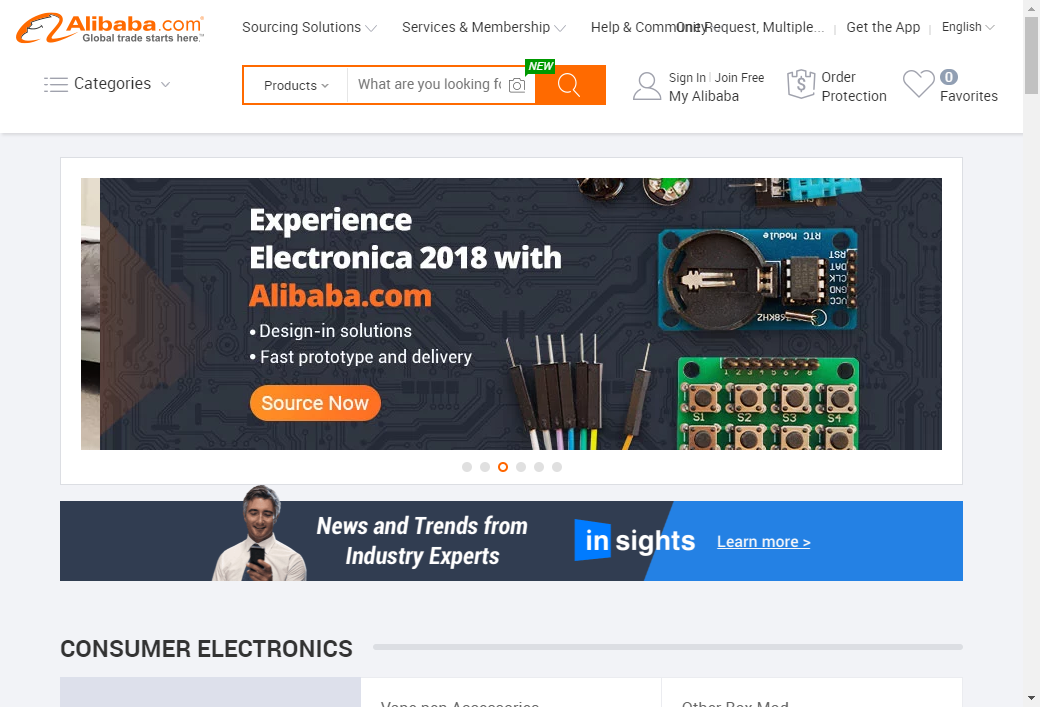 Alibaba.com
Global trade starts here.™
Sourcing Solutions
Services & Membership
Help & Community
One Request, Multiple...
Get the App
English
Categories
Products
What are you looking fo
NEW
Sign In
Join Free
My Alibaba
Order
Protection
0
Favorites
Experience
Electronica 2018 with
Alibaba.com
• Design-in solutions
• Fast prototype and delivery
Source Now
RTC Module
RST
DAT
CLK
GND
VCC
1 2 3 4 5 6 7 8
S1 S2 S3 S4
News and Trends from
Industry Experts
in sights
Learn more >
CONSUMER ELECTRONICS
Vape pen Accessories
Other Box Mod